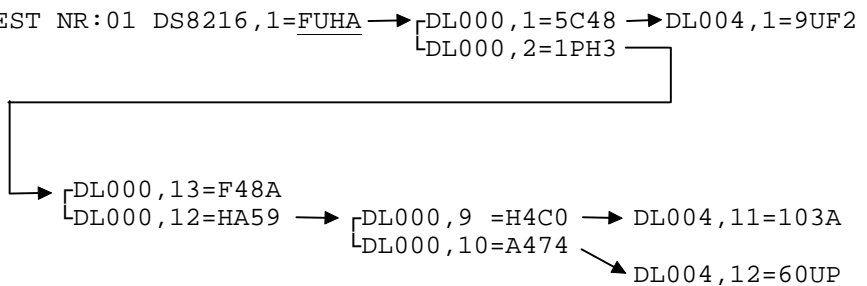 EST NR:01 DS8216,1=FUHA DL000,1=5C48 DL004,1=9UF2
DL000,2=1PH3
DL000,13=F48A
DL000,12=HA59 DL000,9 =H4C0 DL004,11=103A
DL000,10=A474
DL004,12=60UP